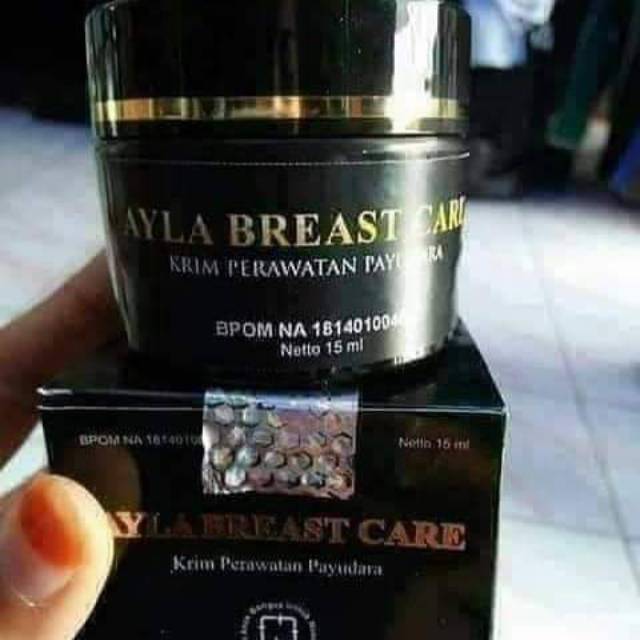 AYLA BREAST CARE
KRIM PERAWATAN PAYUDARA
BPOM NA 181401004
Netto 15 ml
BPOM NA 1814010
Netto 15 ml
AYLA BREAST CARE
Krim Perawatan Payudara